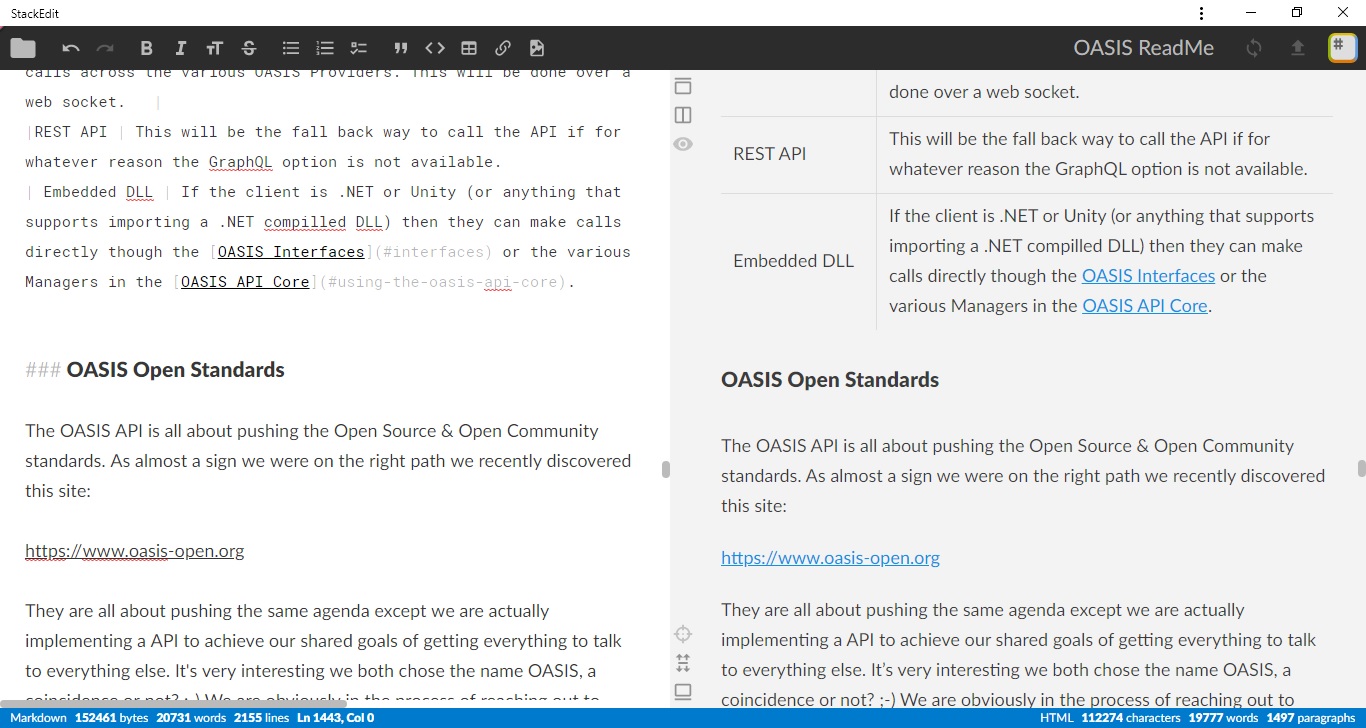 StackEdit
OASIS ReadMe
calls across the various OASIS Providers. This will be done over a
web socket.    |
|REST API | This will be the fall back way to call the API if for
whatever reason the GraphQL option is not available.
| Embedded DLL | If the client is .NET or Unity (or anything that
supports importing a .NET compilled DLL) then they can make calls
directly though the [OASIS Interfaces](#interfaces) or the various
Managers in the [OASIS API Core](#using-the-oasis-api-core).
### OASIS Open Standards
The OASIS API is all about pushing the Open Source & Open Community
standards. As almost a sign we were on the right path we recently discovered
this site:
https://www.oasis-open.org
They are all about pushing the same agenda except we are actually
implementing a API to achieve our shared goals of getting everything to talk
to everything else. It's very interesting we both chose the name OASIS, a
coincidence or not? ;-) We are obviously in the process of reaching out to
done over a web socket.
REST API
This will be the fall back way to call the API if for
whatever reason the GraphQL option is not available.
Embedded DLL
If the client is .NET or Unity (or anything that supports
importing a .NET compilled DLL) then they can make
calls directly though the OASIS Interfaces or the
various Managers in the OASIS API Core.
OASIS Open Standards
The OASIS API is all about pushing the Open Source & Open Community
standards. As almost a sign we were on the right path we recently discovered
this site:
https://www.oasis-open.org
They are all about pushing the same agenda except we are actually
implementing a API to achieve our shared goals of getting everything to talk
to everything else. It’s very interesting we both chose the name OASIS, a
coincidence or not? ;-) We are obviously in the process of reaching out to
Markdown 152461 bytes 20731 words 2155 lines Ln 1443, Col 0
HTML 112274 characters 19777 words 1497 paragraphs